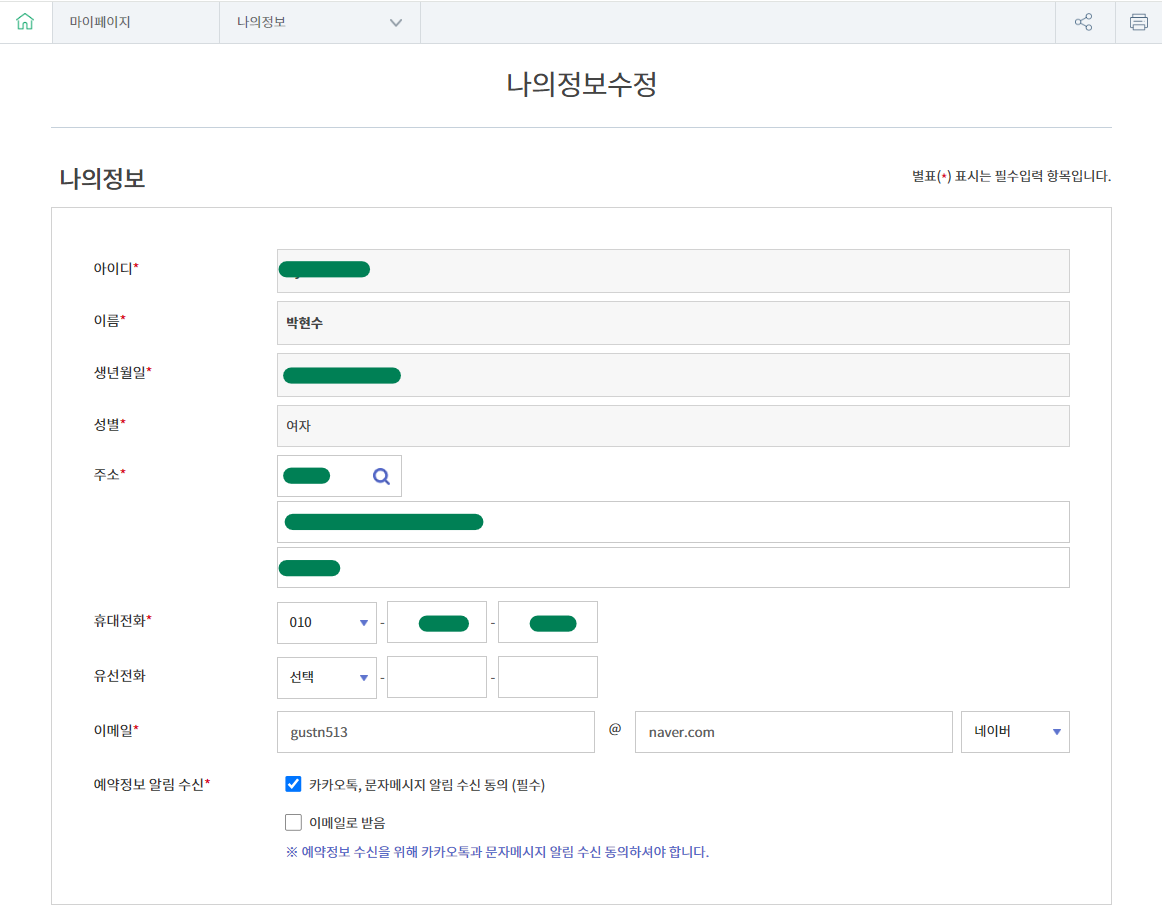 마이페이지 나의정보
나의정보수정
나의정보
별표(*) 표시는 필수입력 항목입니다.
아이디*
이름* 박현수
생년월일*
성별* 여자
주소*
휴대전화* 010 - -
유선전화 선택 - -
이메일* gustn513 @ naver.com 네이버
예약정보 알림 수신* 카카오톡, 문자메시지 알림 수신 동의 (필수)
이메일로 받음
※ 예약정보 수신을 위해 카카오톡과 문자메시지 알림 수신 동의하셔야 합니다.